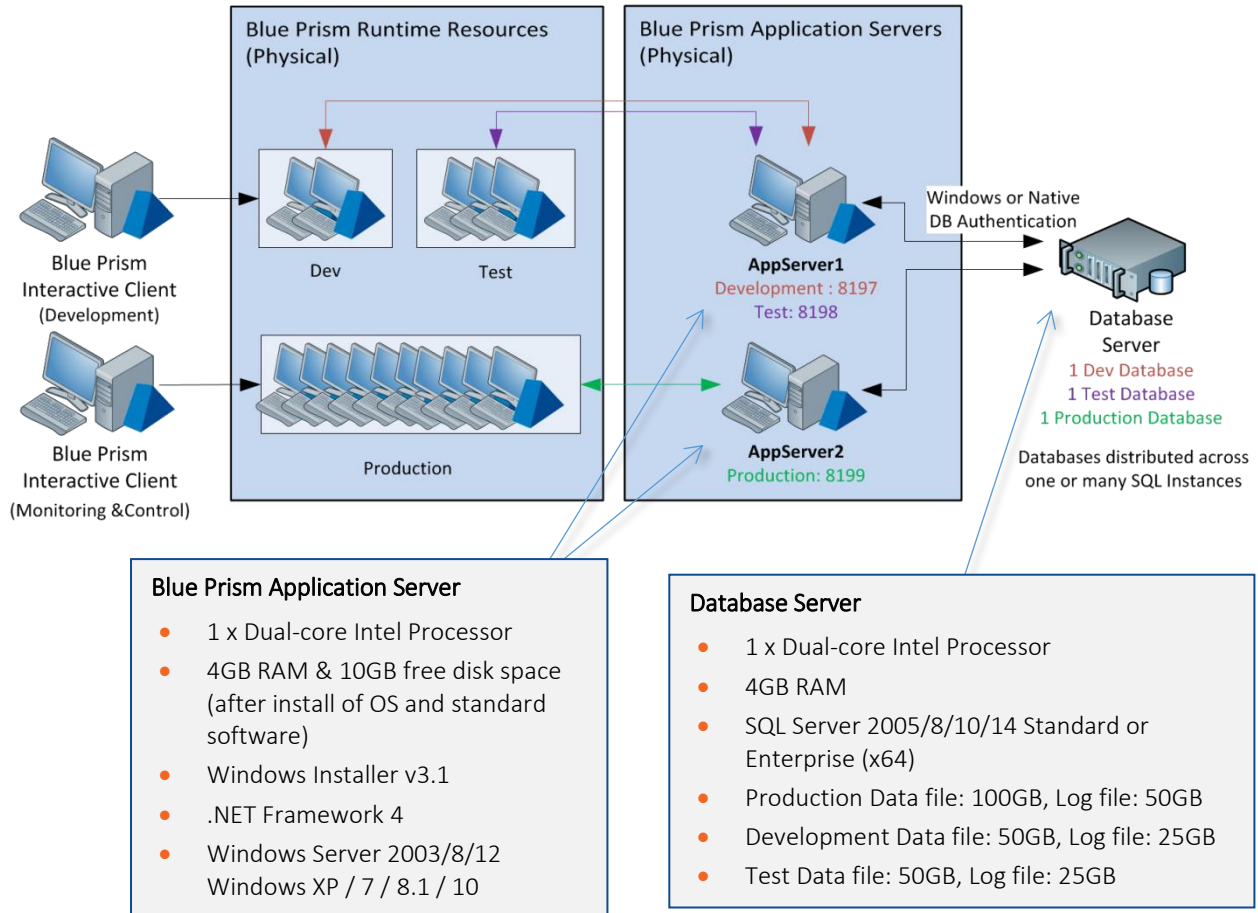 Blue Prism Runtime Resources
(Physical)
Blue Prism Application Servers
(Physical)
Blue Prism
Interactive Client
(Development)
Dev
Test
AppServer1
Development : 8197
Test: 8198
Windows or Native
DB Authentication
Database
Server
1 Dev Database
1 Test Database
1 Production Database
Databases distributed across
one or many SQL Instances
Blue Prism
Interactive Client
(Monitoring &Control)
Production
AppServer2
Production: 8199
Blue Prism Application Server
• 1 x Dual-core Intel Processor
• 4GB RAM & 10GB free disk space
(after install of OS and standard
software)
• Windows Installer v3.1
• .NET Framework 4
• Windows Server 2003/8/12
Windows XP / 7 / 8.1 / 10
Database Server
• 1 x Dual-core Intel Processor
• 4GB RAM
• SQL Server 2005/8/10/14 Standard or
Enterprise (x64)
• Production Data file: 100GB, Log file: 50GB
• Development Data file: 50GB, Log file: 25GB
• Test Data file: 50GB, Log file: 25GB